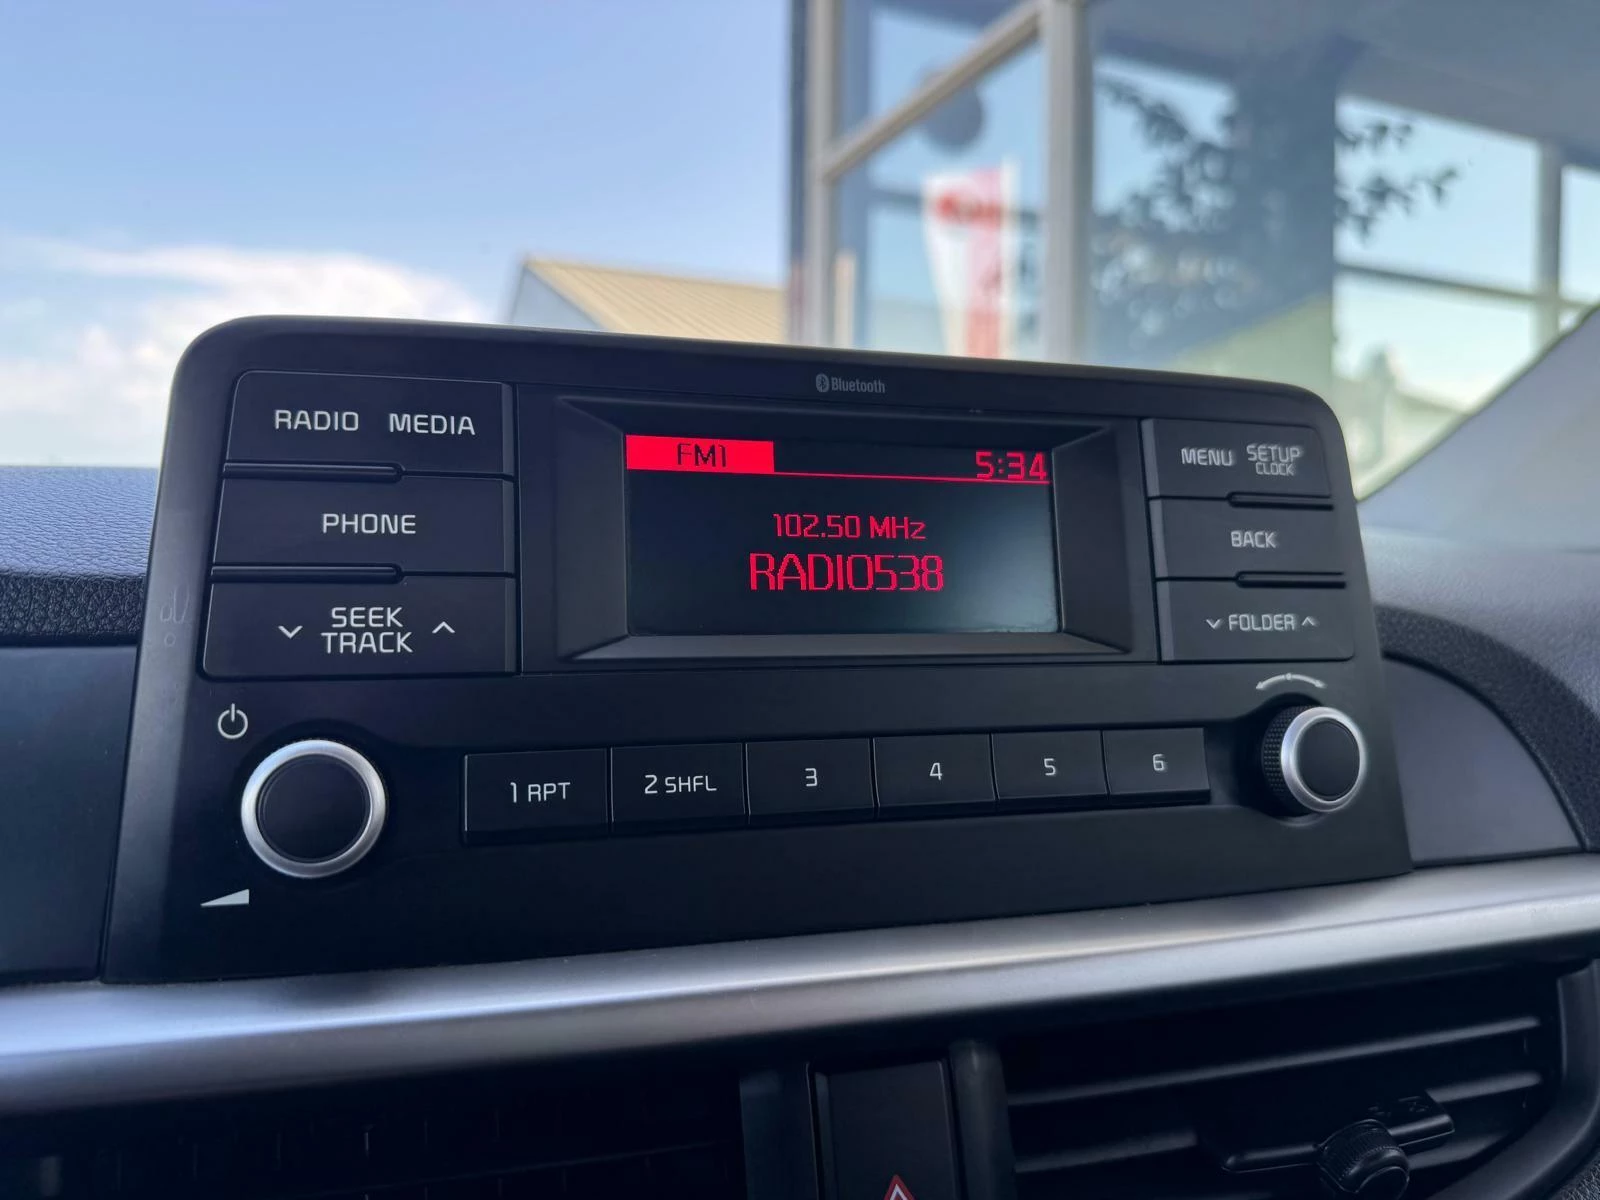 Bluetooth
RADIO MEDIA
PHONE
SEEK
TRACK
FM1 5:34
102.50 MHz
RADIO538
MENU SETUP
CLOCK
BACK
FOLDER
1 RPT 2 SHFL 3 4 5 6